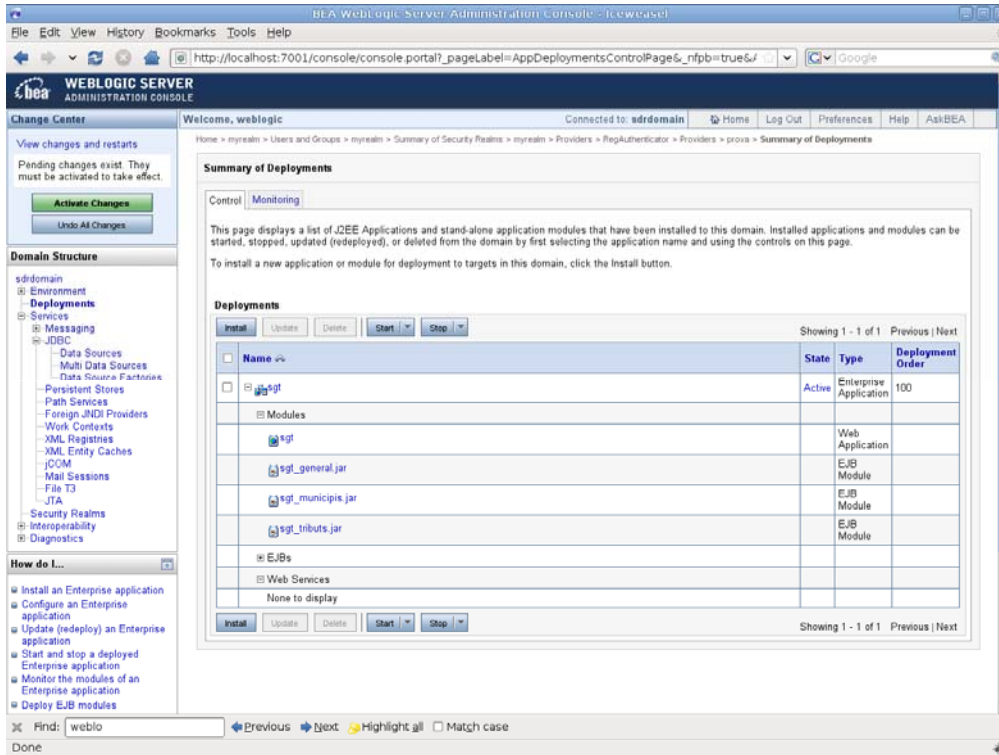 BEA WebLogic Server Administration Console - Iceweasel
File Edit View History Bookmarks Tools Help
http://localhost:7001/console/console.portal?_pageLabel=AppDeploymentsControlPage&_nfpb=true&
Google
bea
WEBLOGIC SERVER
ADMINISTRATION CONSOLE
Change Center
View changes and restarts
Pending changes exist. They
must be activated to take effect.
Activate Changes
Undo All Changes
Domain Structure
sdrdomain
Environment
Deployments
Services
Messaging
JDBC
Data Sources
Multi Data Sources
Data Source Factories
Persistent Stores
Path Services
Foreign JNDI Providers
Work Contexts
XML Registries
XML Entity Caches
jCOM
Mail Sessions
File T3
JTA
Security Realms
Interoperability
Diagnostics
How do I...
Install an Enterprise application
Configure an Enterprise
application
Update (redeploy) an Enterprise
application
Start and stop a deployed
Enterprise application
Monitor the modules of an
Enterprise application
Deploy EJB modules
Welcome, weblogic
Connected to: sdrdomain
Home Log Out Preferences Help AskBEA
Home > myrealm > Users and Groups > myrealm > Summary of Security Realms > myrealm > Providers > RegAuthenticator > Providers > prova > Summary of Deployments
Summary of Deployments
Control Monitoring
This page displays a list of J2EE Applications and stand-alone application modules that have been installed to this domain. Installed applications and modules can be
started, stopped, updated (redeployed), or deleted from the domain by first selecting the application name and using the controls on this page.
To install a new application or module for deployment to targets in this domain, click the Install button.
Deployments
Install Update Delete Start Stop
Showing 1 - 1 of 1 Previous | Next
Name State Type Deployment Order
sgt Active Enterprise Application 100
Modules
sgt Web Application
sgt_general.jar EJB Module
sgt_municipis.jar EJB Module
sgt_tributs.jar EJB Module
EJBs
Web Services
None to display
Install Update Delete Start Stop
Showing 1 - 1 of 1 Previous | Next
Find: weblo Previous Next Highlight all Match case
Done